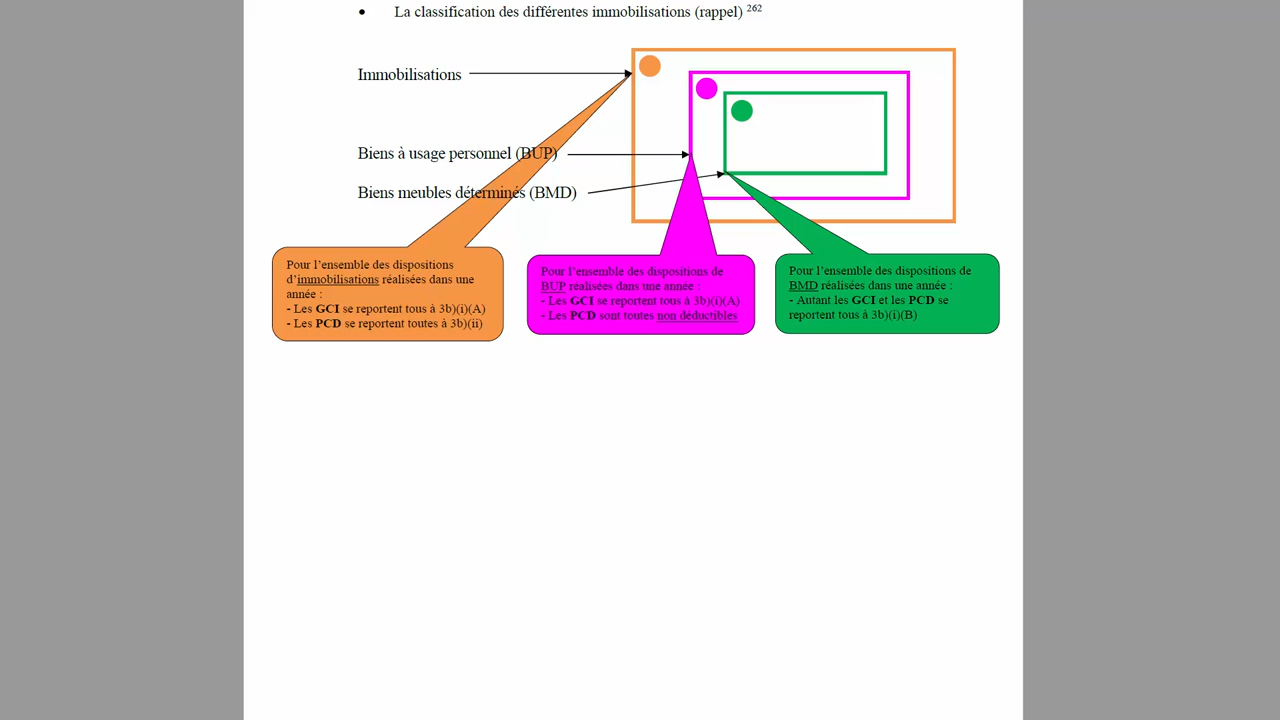 • La classification des différentes immobilisations (rappel) 262
Immobilisations
Biens à usage personnel (BUP)
Biens meubles déterminés (BMD)
Pour l'ensemble des dispositions
d'immobilisations réalisées dans une
année :
- Les GCI se reportent tous à 3b)(i)(A)
- Les PCD se reportent toutes à 3b)(ii)
Pour l'ensemble des dispositions de
BUP réalisées dans une année :
- Les GCI se reportent tous à 3b)(i)(A)
- Les PCD sont toutes non déductibles
Pour l'ensemble des dispositions de
BMD réalisées dans une année :
- Autant les GCI et les PCD se
reportent tous à 3b)(i)(B)